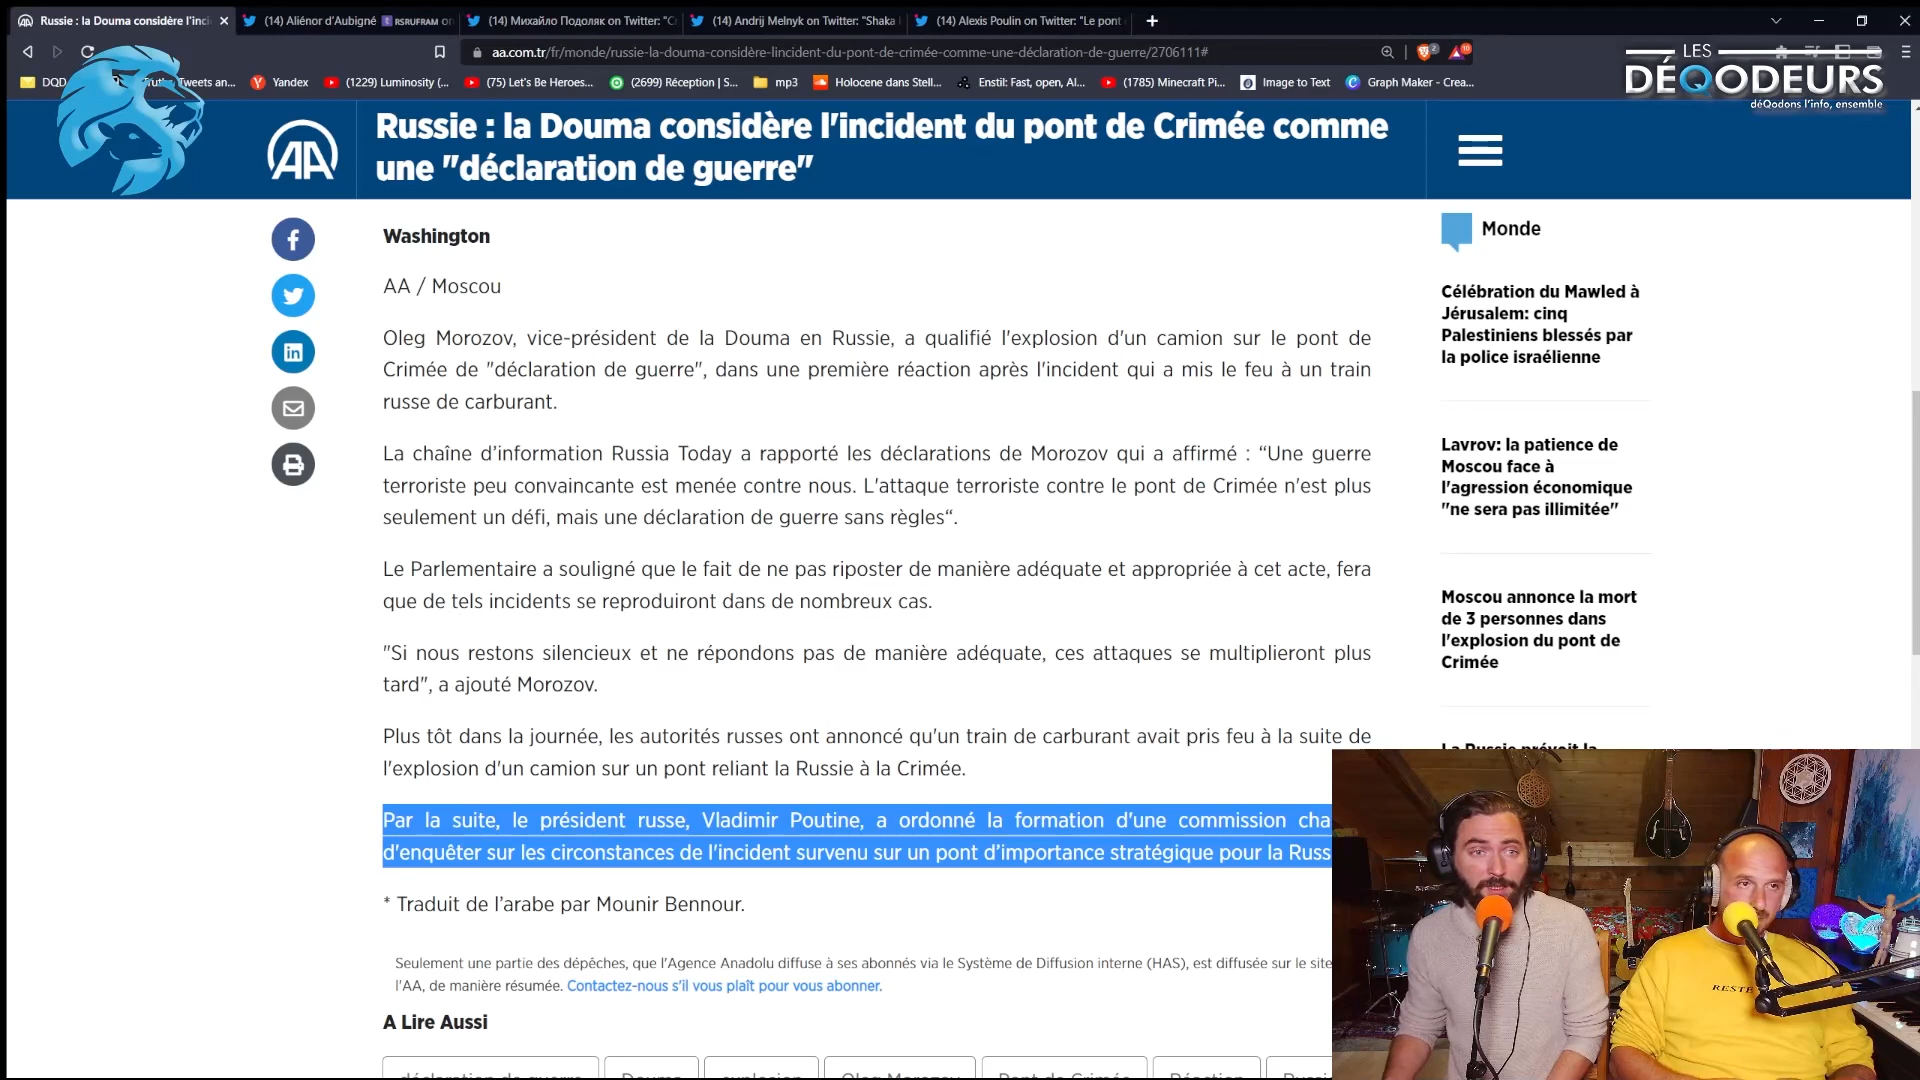 Russie : la Douma considère l'inci
(14) Aliénor d'Aubigné
RSRUFRAM
(14) Михайло Подоляк on Twitter: "C
(14) Andrij Melnyk on Twitter: "Shaka
(14) Alexis Poulin on Twitter: "Le pont
aa.com.tr/fr/monde/russie-la-douma-considère-lincident-du-pont-de-crimée-comme-une-déclaration-de-guerre/2706111#
DQD
Tweets an...
Yandex
(1229) Luminosity (...
(75) Let's Be Heroes...
(2699) Réception | S...
mp3
Holocene dans Stell...
Enstil: Fast, open, Al...
(1785) Minecraft Pi...
Image to Text
Graph Maker - Crea...
LES
DÉQODEURS
déQodons l'info, ensemble
AA
Russie : la Douma considère l'incident du pont de Crimée comme
une "déclaration de guerre"
Washington
AA / Moscou
Oleg Morozov, vice-président de la Douma en Russie, a qualifié l'explosion d'un camion sur le pont de
Crimée de "déclaration de guerre", dans une première réaction après l'incident qui a mis le feu à un train
russe de carburant.
La chaîne d’information Russia Today a rapporté les déclarations de Morozov qui a affirmé : “Une guerre
terroriste peu convaincante est menée contre nous. L'attaque terroriste contre le pont de Crimée n'est plus
seulement un défi, mais une déclaration de guerre sans règles“.
Le Parlementaire a souligné que le fait de ne pas riposter de manière adéquate et appropriée à cet acte, fera
que de tels incidents se reproduiront dans de nombreux cas.
"Si nous restons silencieux et ne répondons pas de manière adéquate, ces attaques se multiplieront plus
tard", a ajouté Morozov.
Plus tôt dans la journée, les autorités russes ont annoncé qu'un train de carburant avait pris feu à la suite de
l'explosion d'un camion sur un pont reliant la Russie à la Crimée.
Par la suite, le président russe, Vladimir Poutine, a ordonné la formation d'une commission cha
d'enquêter sur les circonstances de l'incident survenu sur un pont d’importance stratégique pour la Russ
* Traduit de l’arabe par Mounir Bennour.
Seulement une partie des dépêches, que l'Agence Anadolu diffuse à ses abonnés via le Système de Diffusion interne (HAS), est diffusée sur le site
l'AA, de manière résumée. Contactez-nous s'il vous plaît pour vous abonner.
A Lire Aussi
déclaration de guerre
Douma
explosion
Oleg Morozov
Pont de Crimée
Réaction
Russi
Monde
Célébration du Mawled à
Jérusalem: cinq
Palestiniens blessés par
la police israélienne
Lavrov: la patience de
Moscou face à
l'agression économique
"ne sera pas illimitée"
Moscou annonce la mort
de 3 personnes dans
l'explosion du pont de
Crimée
La Russie prévoit la
RESTE